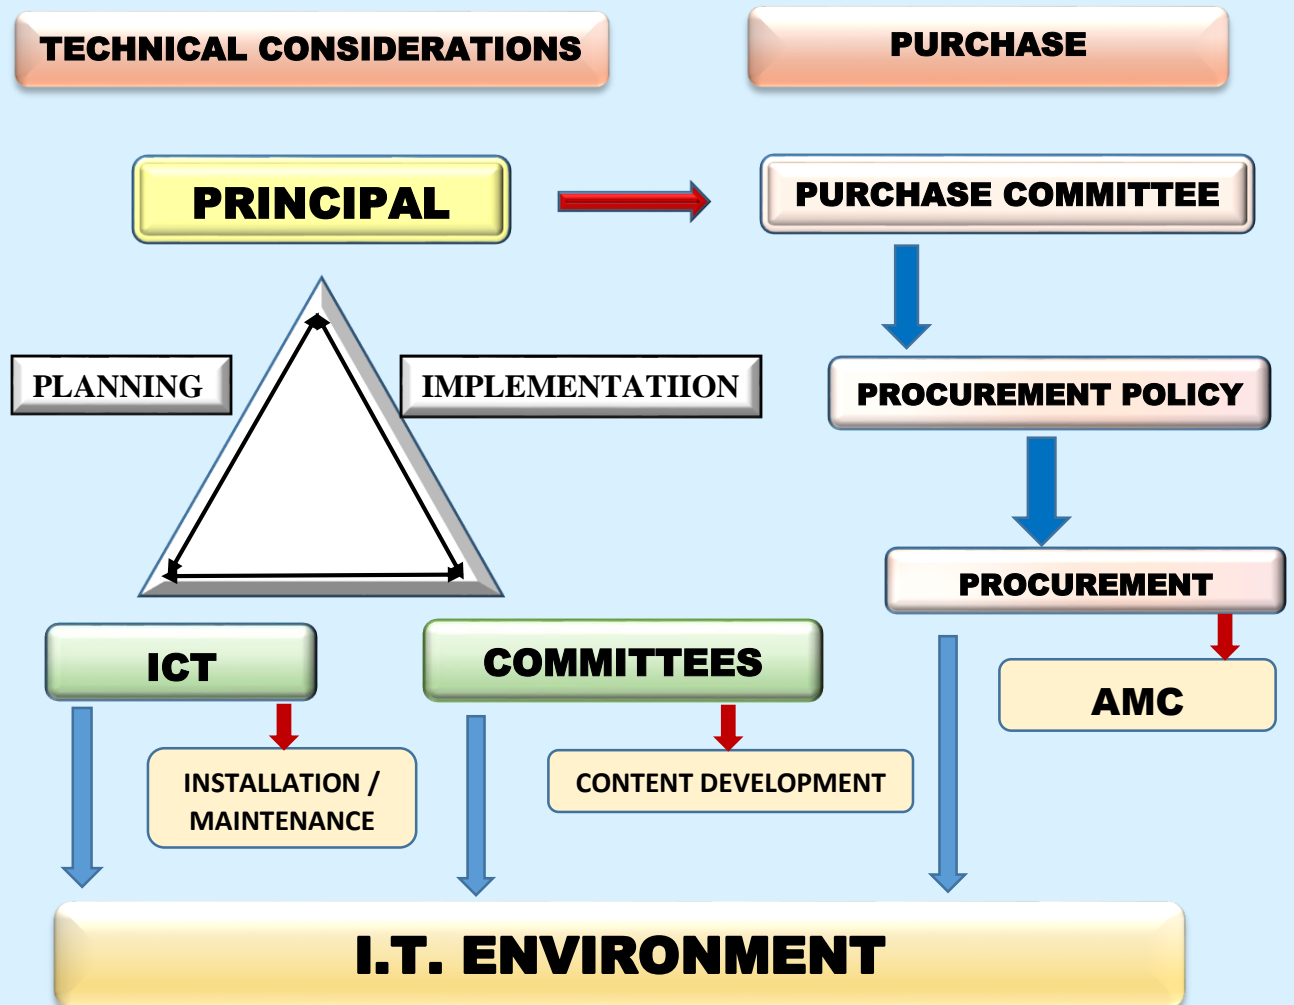 TECHNICAL CONSIDERATIONS
PURCHASE
PRINCIPAL
PURCHASE COMMITTEE
PLANNING
IMPLEMENTATIION
PROCUREMENT POLICY
PROCUREMENT
ICT
COMMITTEES
AMC
INSTALLATION /
MAINTENANCE
CONTENT DEVELOPMENT
I.T. ENVIRONMENT